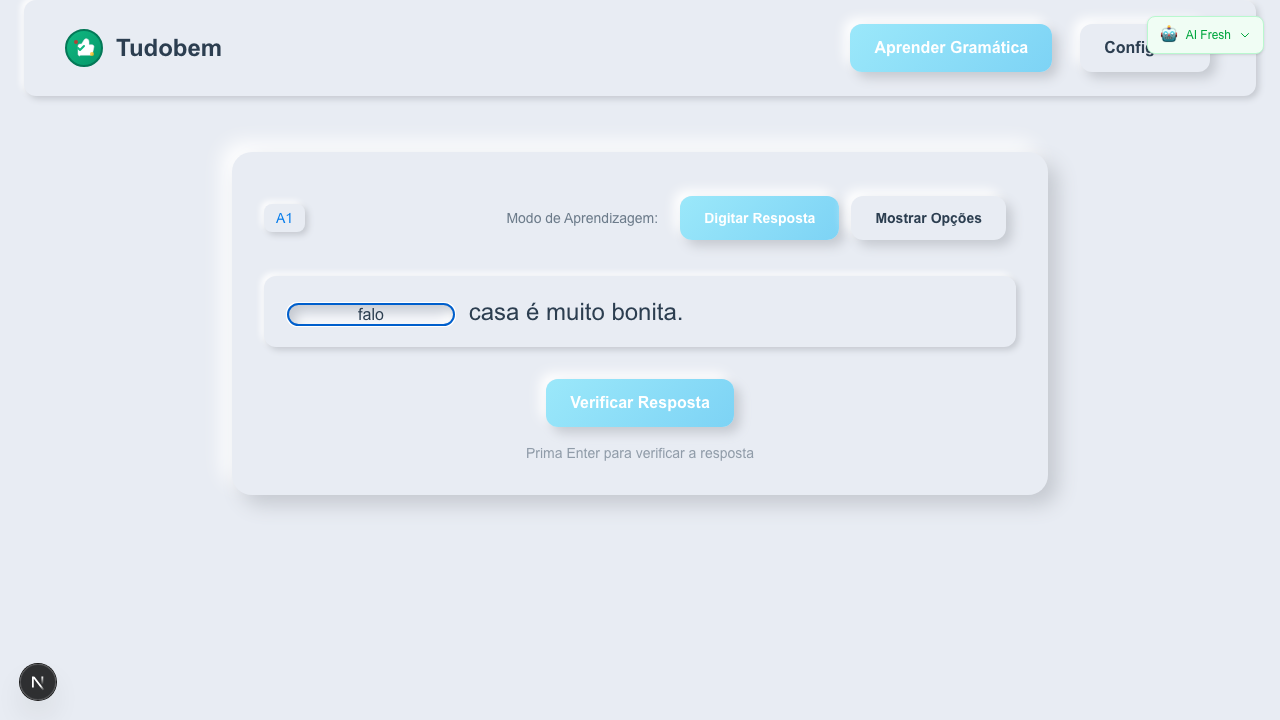 Tudobem
Aprender Gramática
Config
AI Fresh
A1
Modo de Aprendizagem:
Digitar Resposta
Mostrar Opções
falo casa é muito bonita.
Verificar Resposta
Prima Enter para verificar a resposta
N